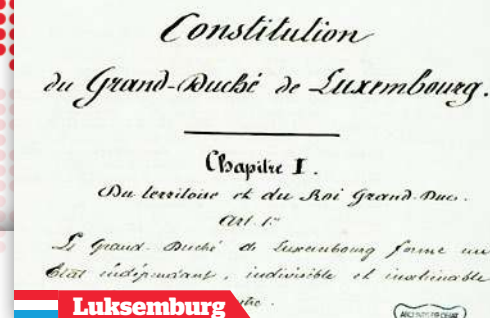 Constitution
du Grand-Duché de Luxembourg.
Chapitre I.
Du territoire et du Roi Grand-Duc.
Art. 1er
Le Grand-Duché de Luxembourg forme un
État indépendant, indivisible et inaliénable
Luksemburg